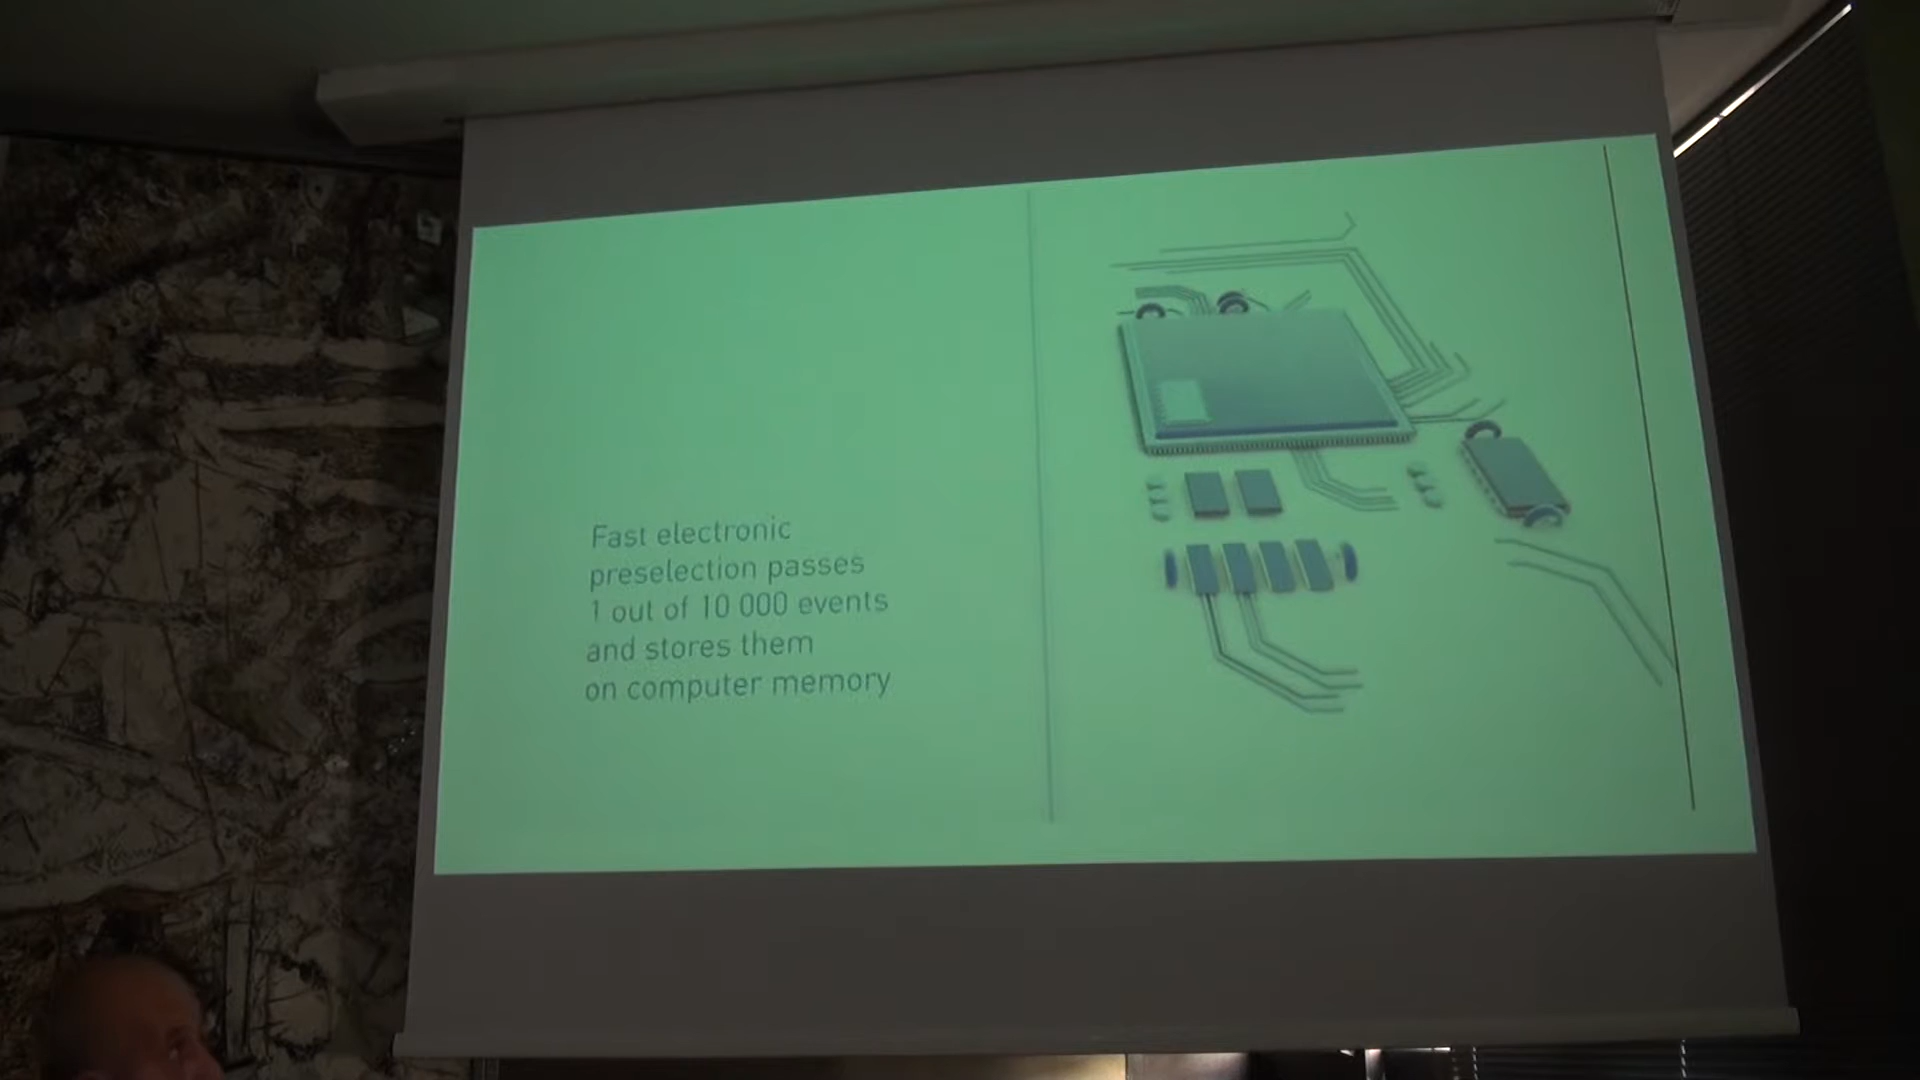 Fast electronic
preselection passes
1 out of 10 000 events
and stores them
on computer memory